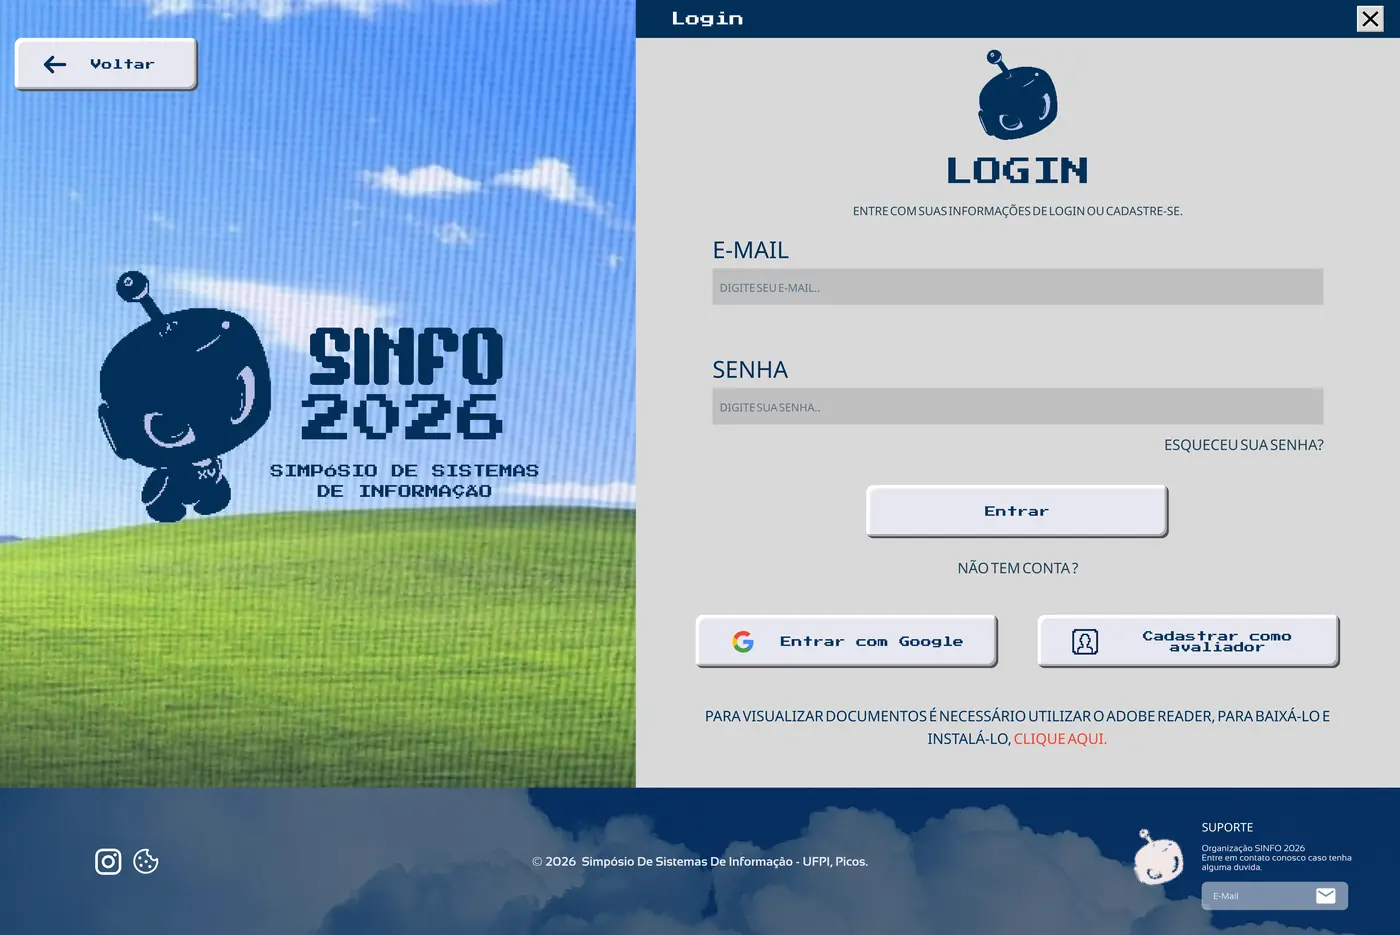 Voltar
SINFO
2026
SIMPóSIO DE SISTEMAS
DE INFORMAÇÃO
XV
Login
LOGIN
ENTRE COM SUAS INFORMAÇÕES DE LOGIN OU CADASTRE-SE.
E-MAIL
DIGITE SEU E-MAIL..
SENHA
DIGITE SUA SENHA..
ESQUECEU SUA SENHA?
Entrar
NÃO TEM CONTA ?
Entrar com Google
Cadastrar como
avaliador
PARA VISUALIZAR DOCUMENTOS É NECESSÁRIO UTILIZAR O ADOBE READER, PARA BAIXÁ-LO E
INSTALÁ-LO, CLIQUE AQUI.
© 2026 Simpósio De Sistemas De Informação - UFPI, Picos.
SUPORTE
Organização SINFO 2026
Entre em contato conosco caso tenha
alguma duvida.
E-Mail